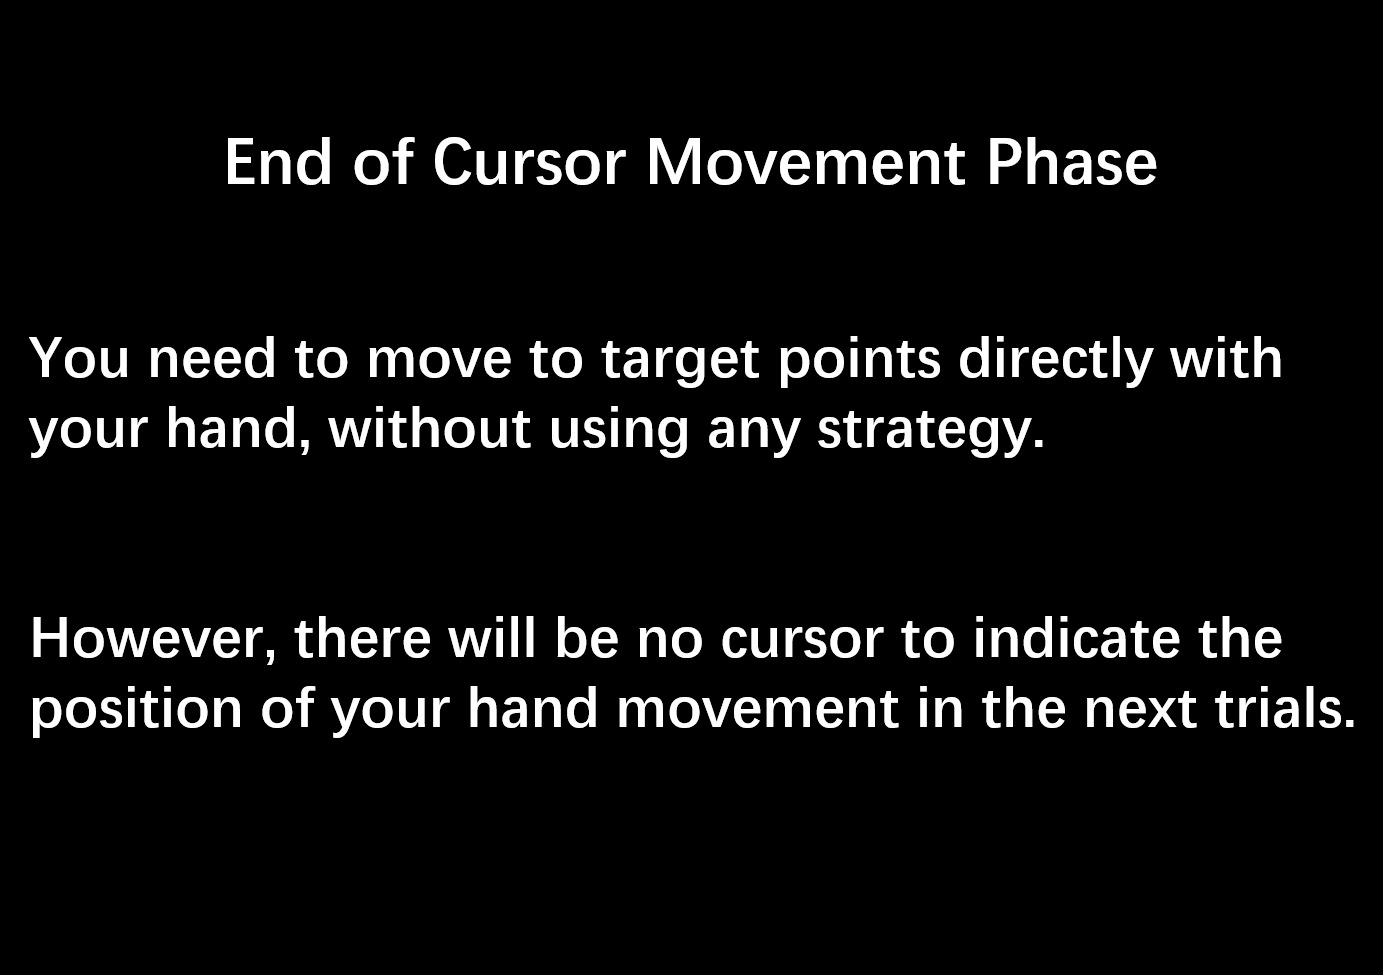 End of Cursor Movement Phase
You need to move to target points directly with
your hand, without using any strategy.
However, there will be no cursor to indicate the
position of your hand movement in the next trials.